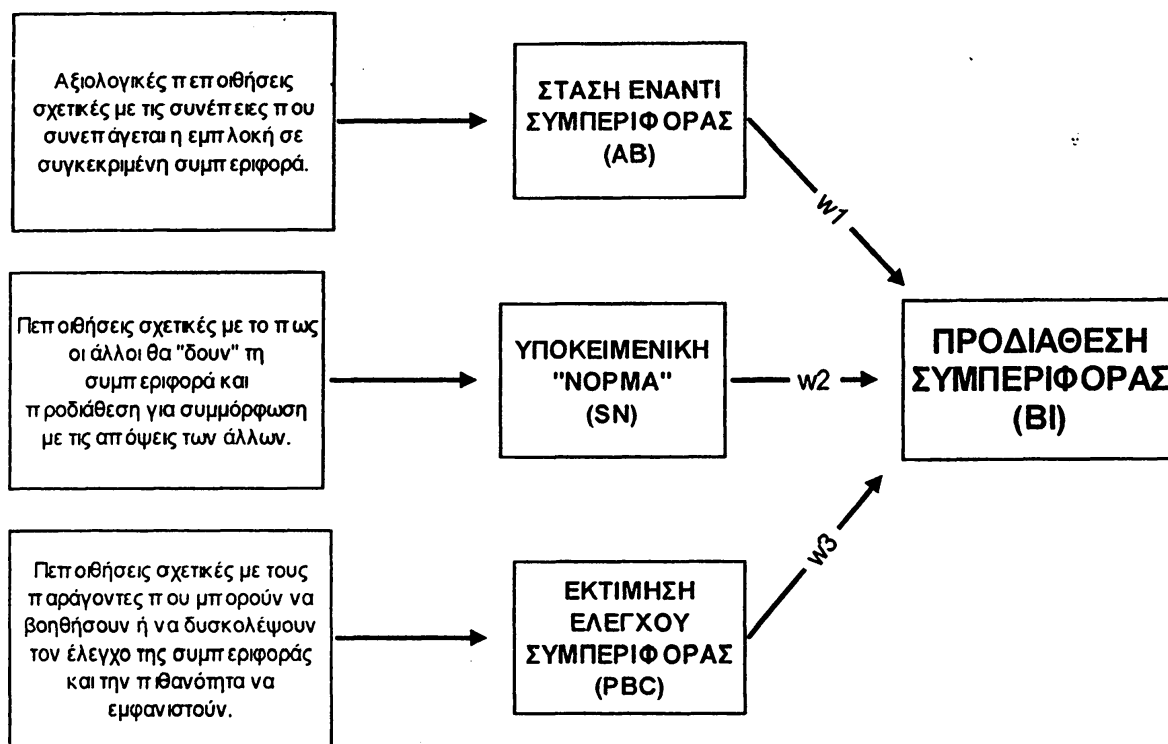 Αξιολογικές πεποιθήσεις
σχετικές με τις συνέπειες που
συνεπάγεται η εμπλοκή σε
συγκεκριμένη συμπεριφορά.
ΣΤΑΣΗ ΕΝΑΝΤΙ
ΣΥΜΠΕΡΙΦΟΡΑΣ
(AB)
w1
Πεποιθήσεις σχετικές με το πως
οι άλλοι θα "δουν" τη
συμπεριφορά και
προδιάθεση για συμμόρφωση
με τις απόψεις των άλλων.
ΥΠΟΚΕΙΜΕΝΙΚΗ
"ΝΟΡΜΑ"
(SN)
w2
ΠΡΟΔΙΑΘΕΣΗ
ΣΥΜΠΕΡΙΦΟΡΑΣ
(BI)
Πεποιθήσεις σχετικές με τους
παράγοντες που μπορούν να
βοηθήσουν ή να δυσκολέψουν
τον έλεγχο της συμπεριφοράς
και την πιθανότητα να
εμφανιστούν.
ΕΚΤΙΜΗΣΗ
ΕΛΕΓΧΟΥ
ΣΥΜΠΕΡΙΦΟΡΑΣ
(PBC)
w3